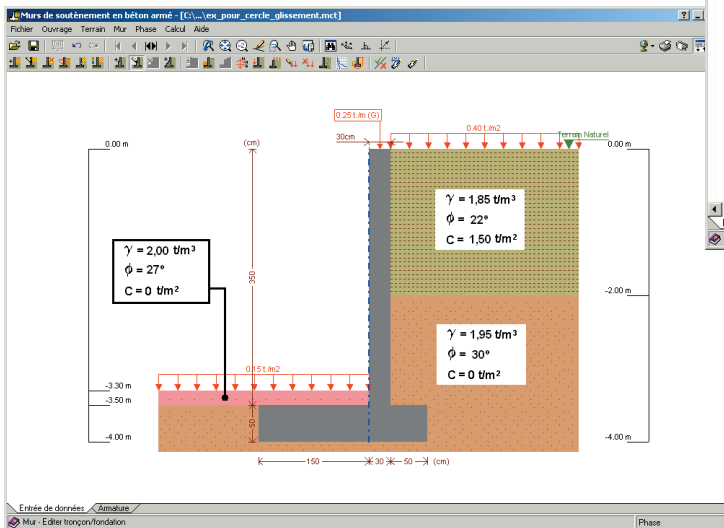 Murs de soutènement en béton armé - [C:\...\ex_pour_cercle_glissement.mct]
Fichier Ouvrage Terrain Mur Phase Calcul Aide
0.25 t./m (G)
30cm
0.40 t./m2
Terrain Naturel
0.00 m
(cm)
0.00 m
γ = 1,85 t/m³
ϕ = 22°
C = 1,50 t/m²
γ = 2,00 t/m³
ϕ = 27°
C = 0 t/m²
350
-2.00 m
γ = 1,95 t/m³
ϕ = 30°
C = 0 t/m²
0.15 t./m2
-3.30 m
-3.50 m
50
-4.00 m
-4.00 m
150
30
50
(cm)
Entrée de données
Armature
Mur - Editer tronçon/fondation
Phase